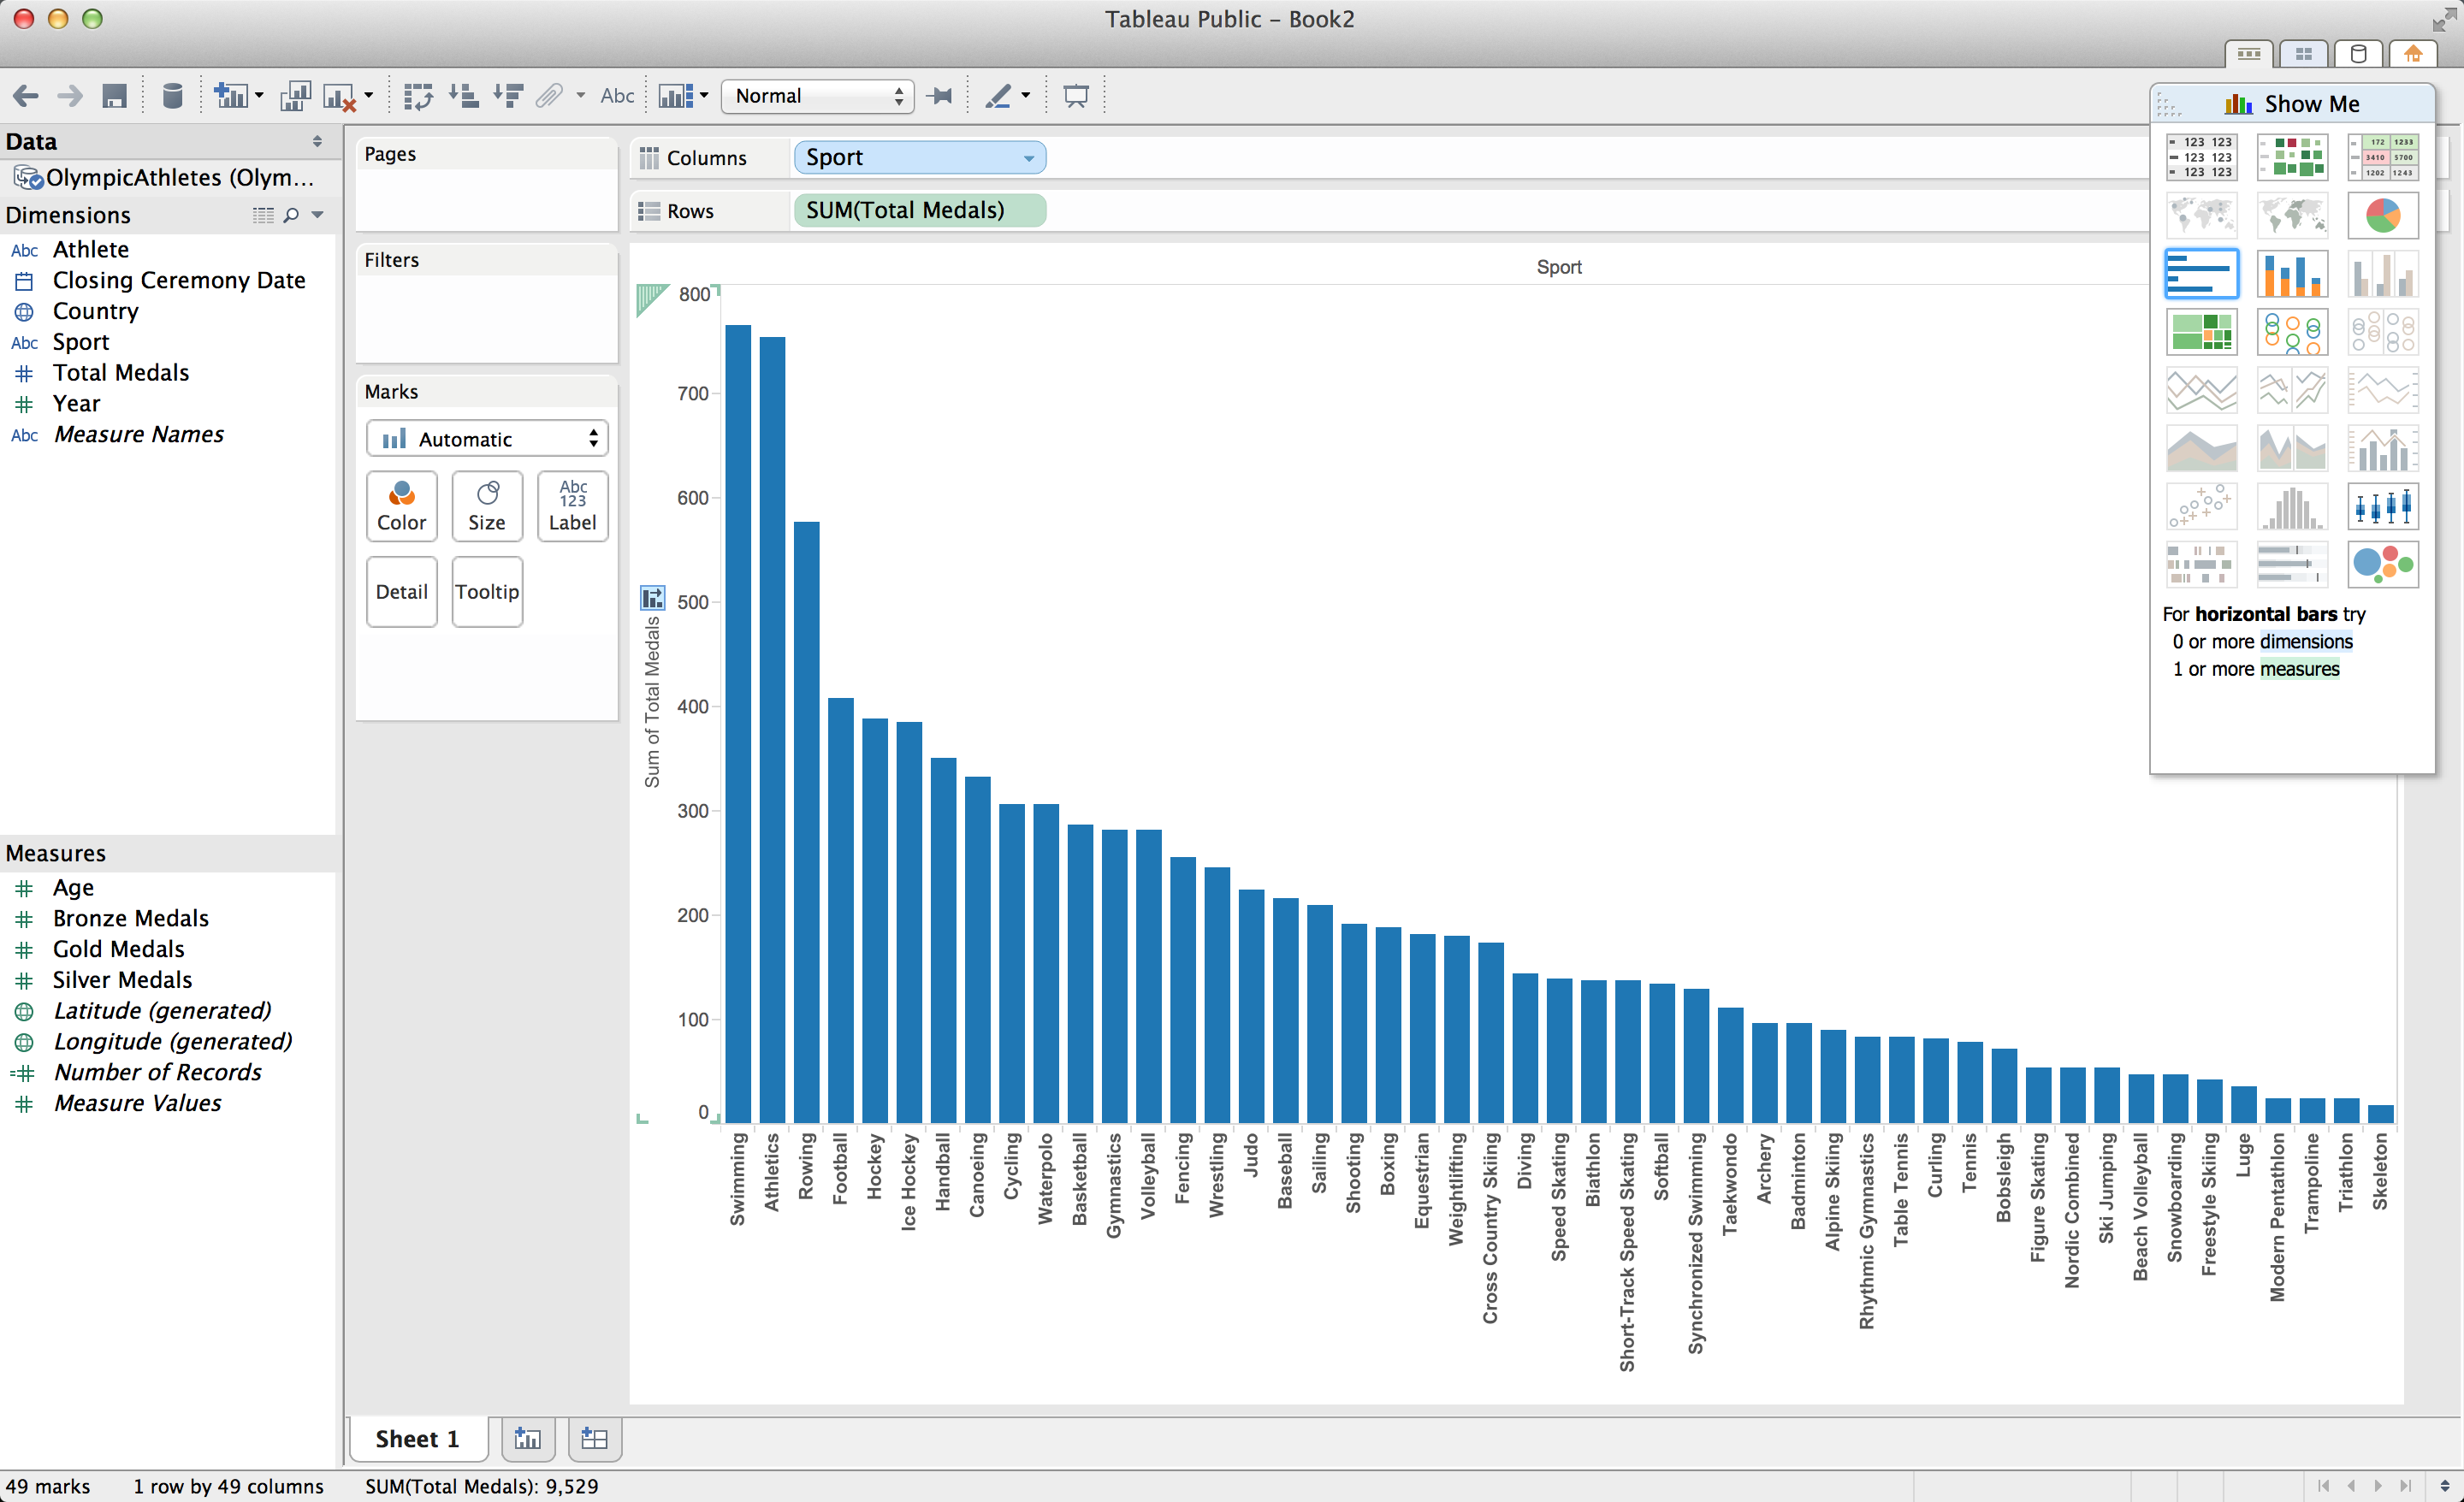 Tableau Public – Book2
Abc
Normal
Show Me
Data
OlympicAthletes (Olym...
Dimensions
Abc Athlete
Closing Ceremony Date
Country
Abc Sport
Total Medals
Year
Abc Measure Names
Measures
Age
Bronze Medals
Gold Medals
Silver Medals
Latitude (generated)
Longitude (generated)
Number of Records
Measure Values
Pages
Filters
Marks
Automatic
Color
Size
Abc
123
Label
Detail
Tooltip
Columns
Sport
Rows
SUM(Total Medals)
Sport
Sum of Total Medals
800
700
600
500
400
300
200
100
0
Swimming
Athletics
Rowing
Football
Hockey
Ice Hockey
Handball
Canoeing
Cycling
Waterpolo
Basketball
Gymnastics
Volleyball
Fencing
Wrestling
Judo
Baseball
Sailing
Shooting
Boxing
Equestrian
Weightlifting
Cross Country Skiing
Diving
Speed Skating
Biathlon
Short-Track Speed Skating
Softball
Synchronized Swimming
Taekwondo
Archery
Badminton
Alpine Skiing
Rhythmic Gymnastics
Table Tennis
Curling
Tennis
Bobsleigh
Figure Skating
Nordic Combined
Ski Jumping
Beach Volleyball
Snowboarding
Freestyle Skiing
Luge
Modern Pentathlon
Trampoline
Triathlon
Skeleton
123 123
123 123
123 123
172 1233
3410 5700
1202 1243
For horizontal bars try
0 or more dimensions
1 or more measures
Sheet 1
49 marks
1 row by 49 columns
SUM(Total Medals): 9,529